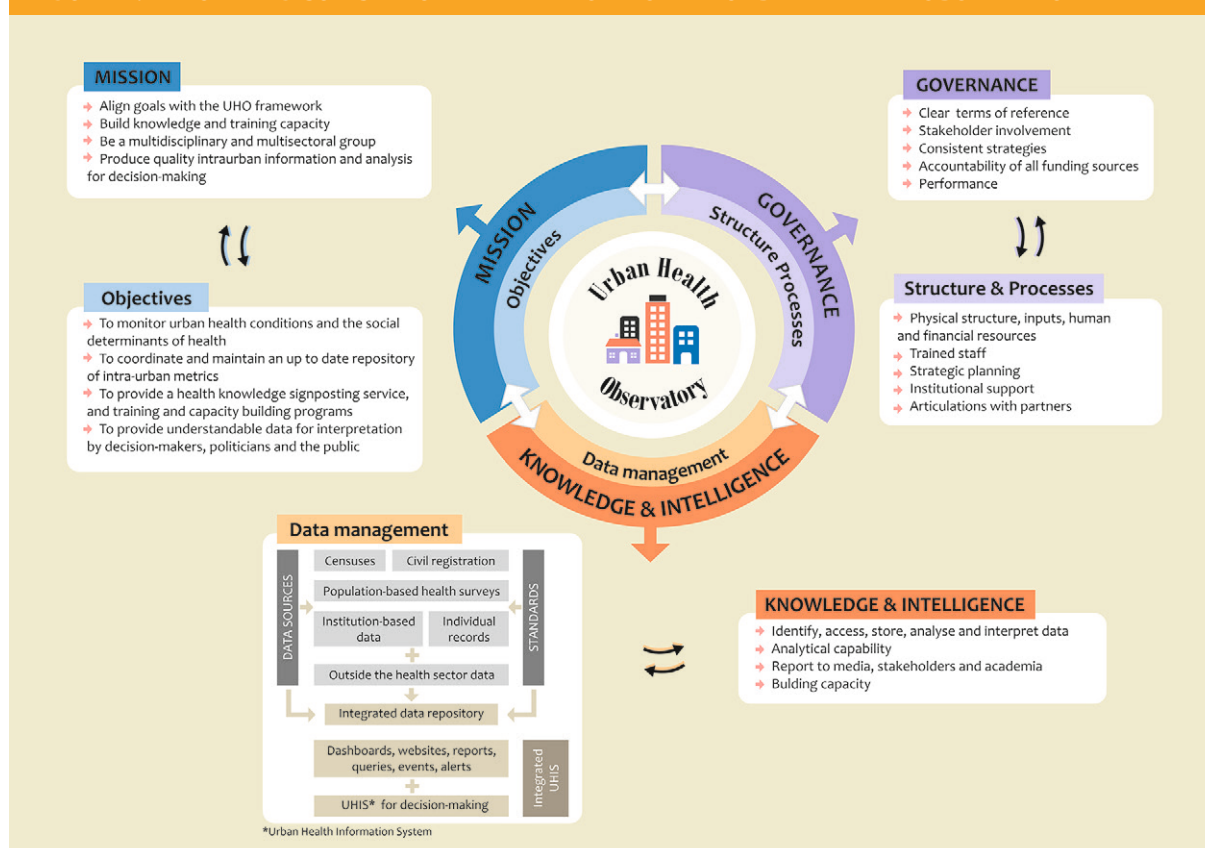 MISSION
Align goals with the UHO framework
Build knowledge and training capacity
Be a multidisciplinary and multisectoral group
Produce quality intraurban information and analysis
for decision-making
Objectives
To monitor urban health conditions and the social
determinants of health
To coordinate and maintain an up to date repository
of intra-urban metrics
To provide a health knowledge signposting service,
and training and capacity building programs
To provide understandable data for interpretation
by decision-makers, politicians and the public
MISSION
Objectives
GOVERNANCE
Structure Processes
KNOWLEDGE & INTELLIGENCE
Data management
Urban Health
Observatory
GOVERNANCE
Clear terms of reference
Stakeholder involvement
Consistent strategies
Accountability of all funding sources
Performance
Structure & Processes
Physical structure, inputs, human
and financial resources
Trained staff
Strategic planning
Institutional support
Articulations with partners
Data management
DATA SOURCES
Censuses
Civil registration
Population-based health surveys
Institution-based
data
Individual
records
Outside the health sector data
STANDARDS
Integrated data repository
Dashboards, websites, reports,
queries, events, alerts
UHIS* for decision-making
Integrated
UHIS
*Urban Health Information System
KNOWLEDGE & INTELLIGENCE
Identify, access, store, analyse and interpret data
Analytical capability
Report to media, stakeholders and academia
Bulding capacity